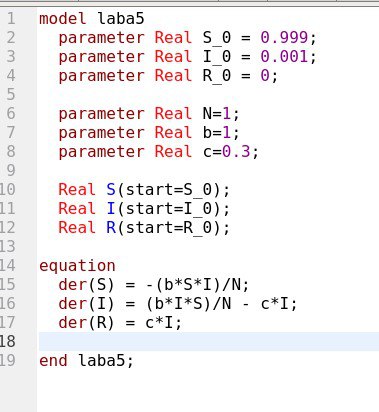 1 model laba5
2   parameter Real S_0 = 0.999;
3   parameter Real I_0 = 0.001;
4   parameter Real R_0 = 0;
5
6   parameter Real N=1;
7   parameter Real b=1;
8   parameter Real c=0.3;
9
10   Real S(start=S_0);
11   Real I(start=I_0);
12   Real R(start=R_0);
13
14 equation
15   der(S) = -(b*S*I)/N;
16   der(I) = (b*I*S)/N - c*I;
17   der(R) = c*I;
18
19 end laba5;